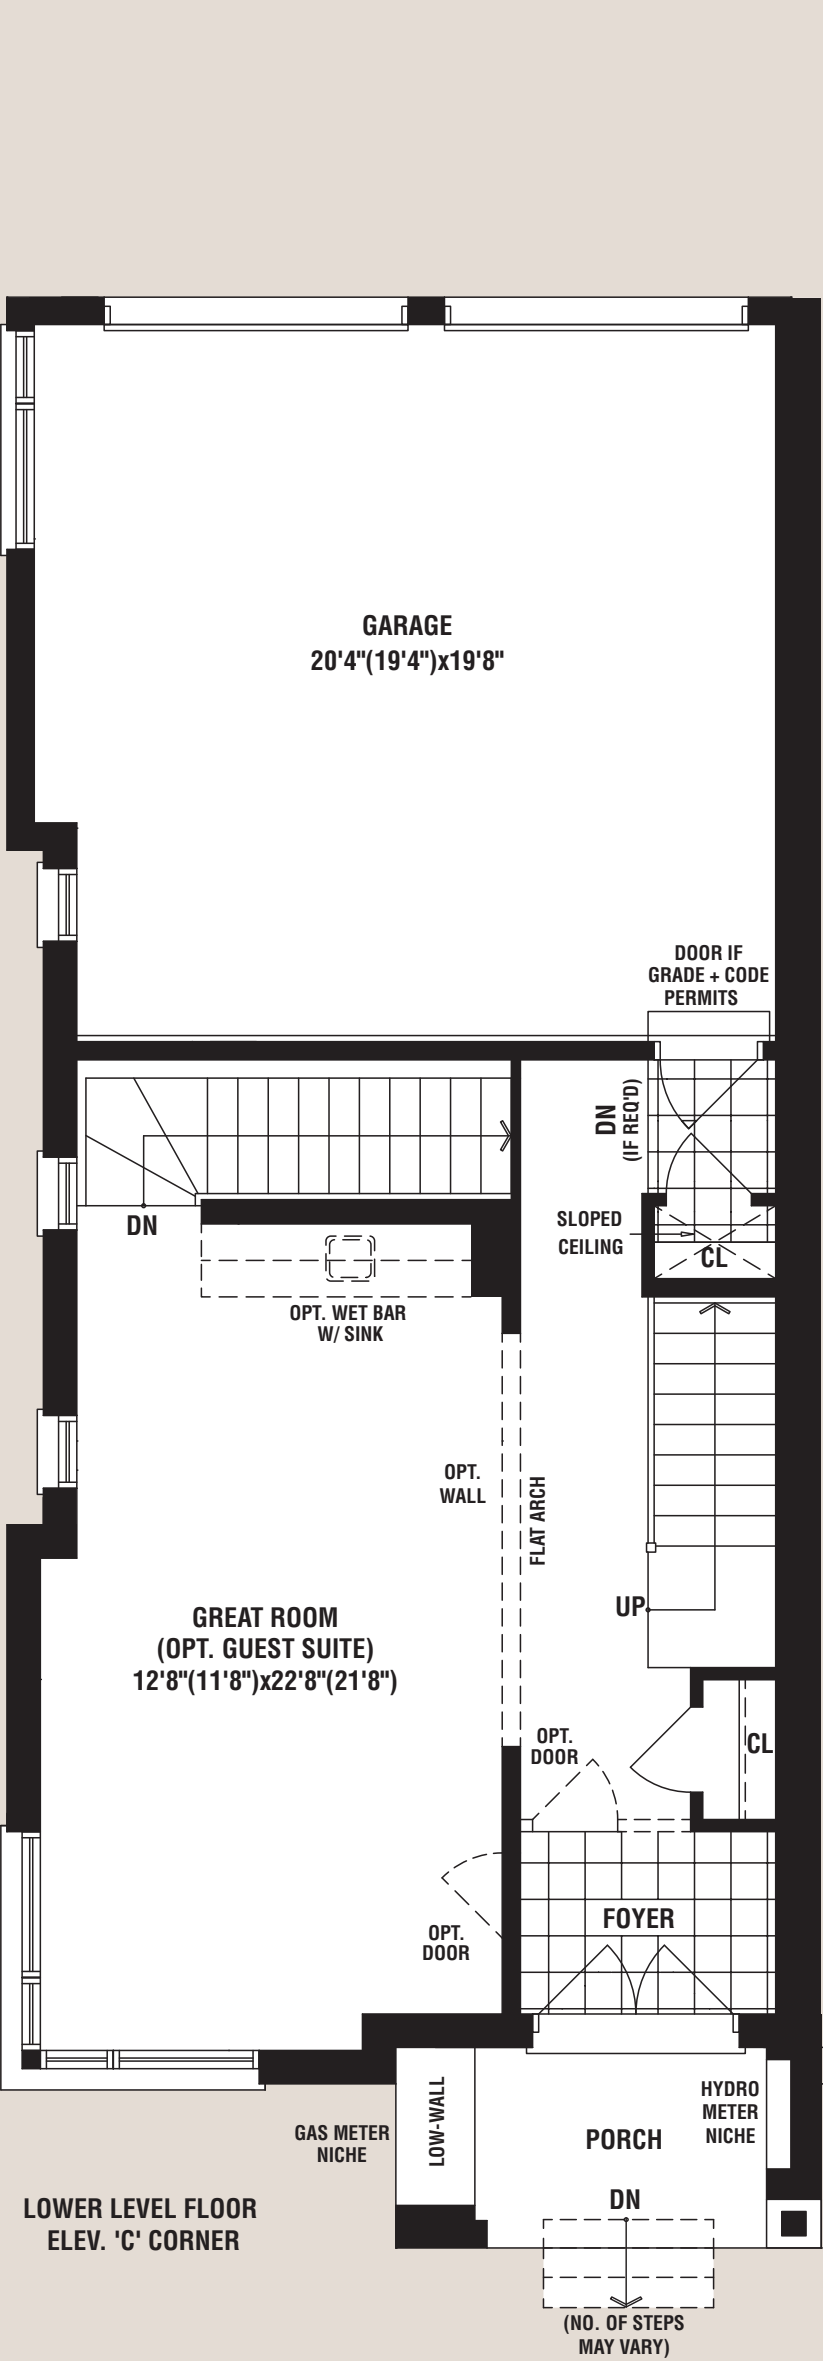 GARAGE
20'4"(19'4")x19'8"
DOOR IF
GRADE + CODE
PERMITS
DN
(IF REQ'D)
DN
SLOPED
CEILING
CL
OPT. WET BAR
W/ SINK
OPT.
WALL
FLAT ARCH
UP
GREAT ROOM
(OPT. GUEST SUITE)
12'8"(11'8")x22'8"(21'8")
OPT.
DOOR
CL
FOYER
OPT.
DOOR
HYDRO
METER
NICHE
LOW-WALL
GAS METER
NICHE
PORCH
DN
LOWER LEVEL FLOOR
ELEV. 'C' CORNER
(NO. OF STEPS
MAY VARY)